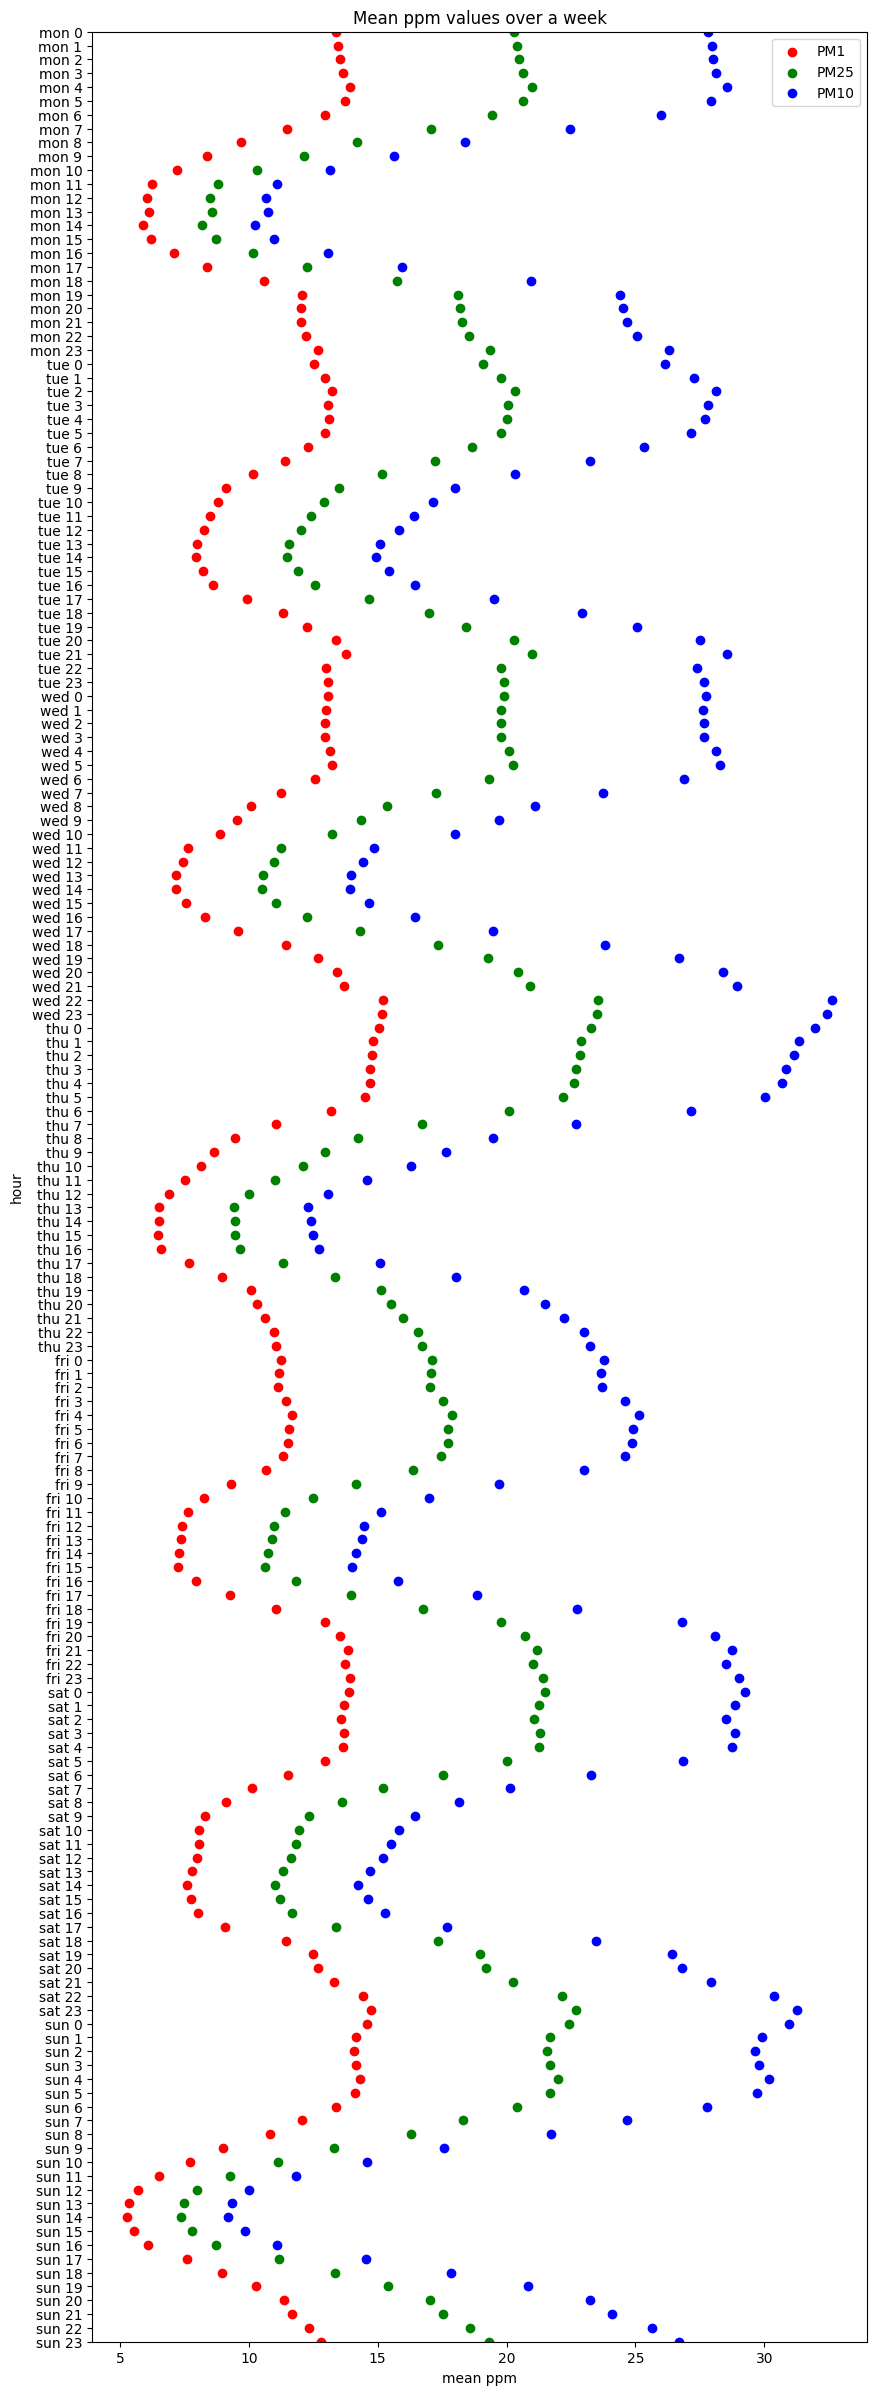 Mean ppm values over a week
PM1
PM25
PM10
mon 0
mon 1
mon 2
mon 3
mon 4
mon 5
mon 6
mon 7
mon 8
mon 9
mon 10
mon 11
mon 12
mon 13
mon 14
mon 15
mon 16
mon 17
mon 18
mon 19
mon 20
mon 21
mon 22
mon 23
tue 0
tue 1
tue 2
tue 3
tue 4
tue 5
tue 6
tue 7
tue 8
tue 9
tue 10
tue 11
tue 12
tue 13
tue 14
tue 15
tue 16
tue 17
tue 18
tue 19
tue 20
tue 21
tue 22
tue 23
wed 0
wed 1
wed 2
wed 3
wed 4
wed 5
wed 6
wed 7
wed 8
wed 9
wed 10
wed 11
wed 12
wed 13
wed 14
wed 15
wed 16
wed 17
wed 18
wed 19
wed 20
wed 21
wed 22
wed 23
thu 0
thu 1
thu 2
thu 3
thu 4
thu 5
thu 6
thu 7
thu 8
thu 9
thu 10
thu 11
thu 12
thu 13
thu 14
thu 15
thu 16
thu 17
thu 18
thu 19
thu 20
thu 21
thu 22
thu 23
fri 0
fri 1
fri 2
fri 3
fri 4
fri 5
fri 6
fri 7
fri 8
fri 9
fri 10
fri 11
fri 12
fri 13
fri 14
fri 15
fri 16
fri 17
fri 18
fri 19
fri 20
fri 21
fri 22
fri 23
sat 0
sat 1
sat 2
sat 3
sat 4
sat 5
sat 6
sat 7
sat 8
sat 9
sat 10
sat 11
sat 12
sat 13
sat 14
sat 15
sat 16
sat 17
sat 18
sat 19
sat 20
sat 21
sat 22
sat 23
sun 0
sun 1
sun 2
sun 3
sun 4
sun 5
sun 6
sun 7
sun 8
sun 9
sun 10
sun 11
sun 12
sun 13
sun 14
sun 15
sun 16
sun 17
sun 18
sun 19
sun 20
sun 21
sun 22
sun 23
hour
5 10 15 20 25 30
mean ppm